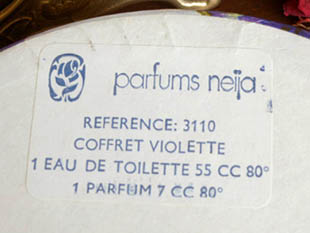 parfums neija
REFERENCE: 3110
COFFRET VIOLETTE
1 EAU DE TOILETTE 55 CC 80°
1 PARFUM 7 CC 80°